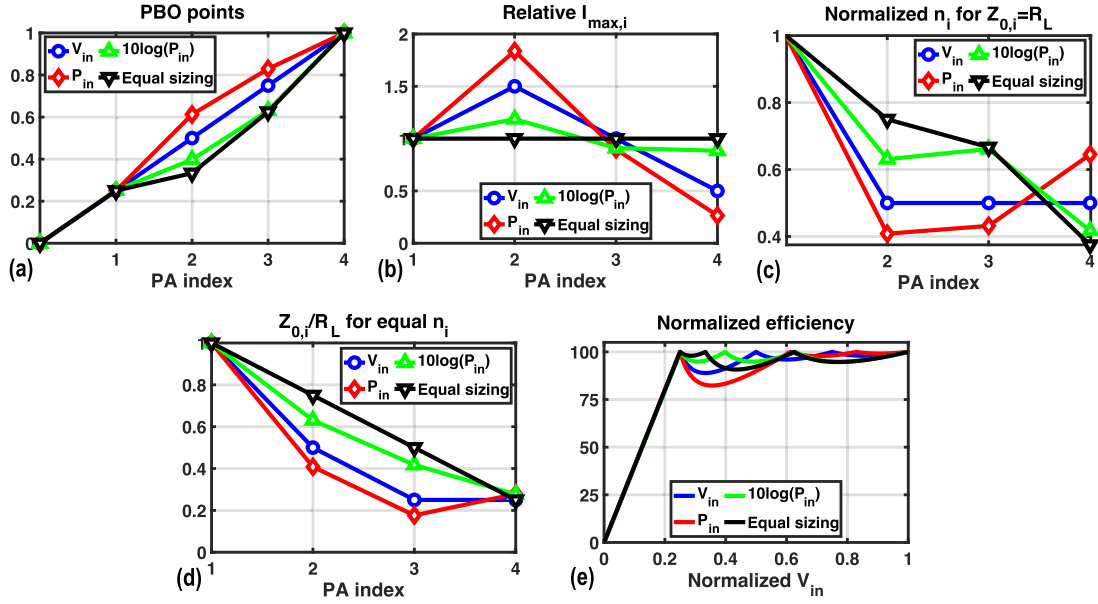 PBO points
1
0.8
0.6
0.4
0.2
0
V_in 10log(P_in)
P_in Equal sizing
1 2 3 4
PA index
(a)
Relative I_max,i
2
1.5
1
0.5
0
V_in 10log(P_in)
P_in Equal sizing
1 2 3 4
PA index
(b)
Normalized n_i for Z_0,i=R_L
1
0.8
0.6
0.4
V_in 10log(P_in)
P_in Equal sizing
2 3 4
PA index
(c)
Z_0,i/R_L for equal n_i
1
0.8
0.6
0.4
0.2
0
V_in 10log(P_in)
P_in Equal sizing
1 2 3 4
PA index
(d)
Normalized efficiency
100
75
50
25
0
V_in 10log(P_in)
P_in Equal sizing
0 0.2 0.4 0.6 0.8 1
Normalized V_in
(e)